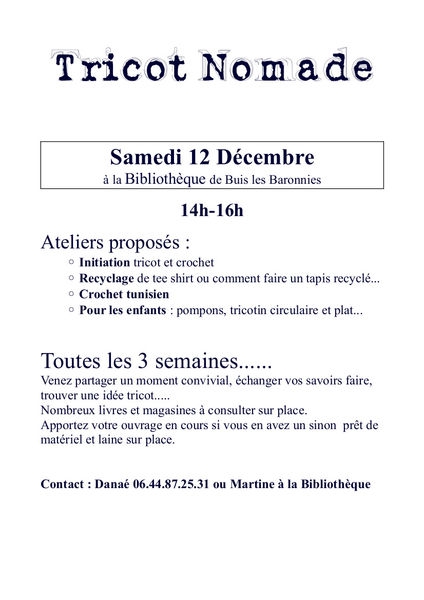 Tricot Nomade
Samedi 12 Décembre
à la Bibliothèque de Buis les Baronnies
14h-16h
Ateliers proposés :
Initiation tricot et crochet
Recyclage de tee shirt ou comment faire un tapis recyclé...
Crochet tunisien
Pour les enfants : pompons, tricotin circulaire et plat...
Toutes les 3 semaines......
Venez partager un moment convivial, échanger vos savoirs faire,
trouver une idée tricot.....
Nombreux livres et magasines à consulter sur place.
Apportez votre ouvrage en cours si vous en avez un sinon prêt de
matériel et laine sur place.
Contact : Danaé 06.44.87.25.31 ou Martine à la Bibliothèque